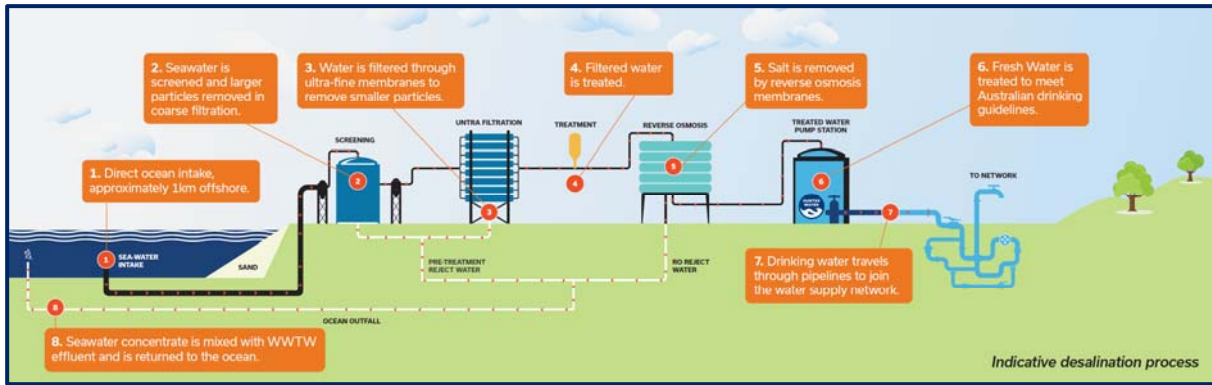 1. Direct ocean intake,
approximately 1km offshore.
2. Seawater is
screened and larger
particles removed in
coarse filtration.
3. Water is filtered through
ultra-fine membranes to
remove smaller particles.
4. Filtered water
is treated.
5. Salt is removed
by reverse osmosis
membranes.
6. Fresh Water is
treated to meet
Australian drinking
guidelines.
SCREENING
UNTRA FILTRATION
TREATMENT
REVERSE OSMOSIS
TREATED WATER
PUMP STATION
TO NETWORK
2
3
4
5
6
HUNTER
WATER
7
1
SEA-WATER
INTAKE
SAND
PRE-TREATMENT
REJECT WATER
RO REJECT
WATER
7. Drinking water travels
through pipelines to join
the water supply network.
8
OCEAN OUTFALL
8. Seawater concentrate is mixed with WWTW
effluent and is returned to the ocean.
Indicative desalination process